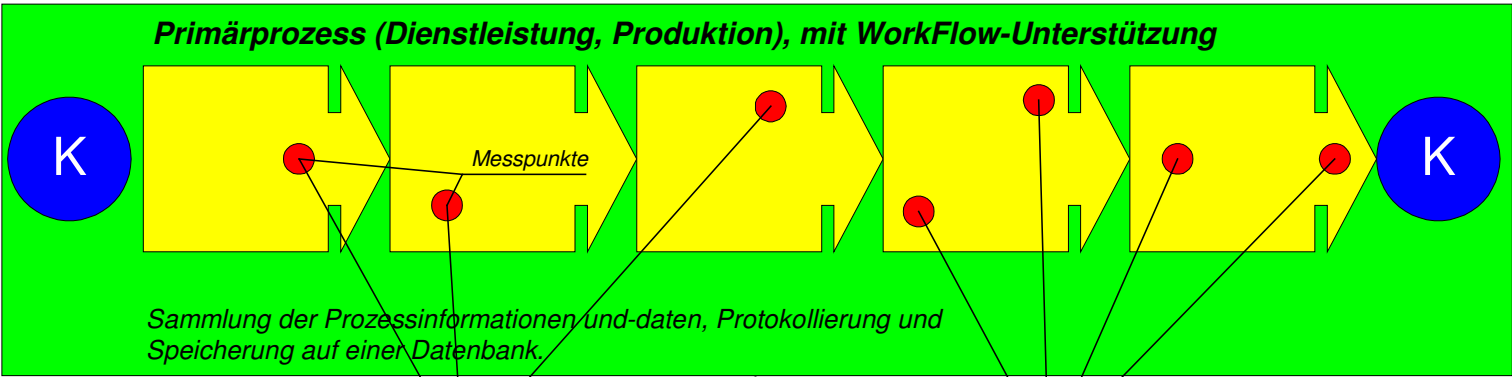 Primärprozess (Dienstleistung, Produktion), mit WorkFlow-Unterstützung
K
Messpunkte
K
Sammlung der Prozessinformationen und-daten, Protokollierung und
Speicherung auf einer Datenbank.